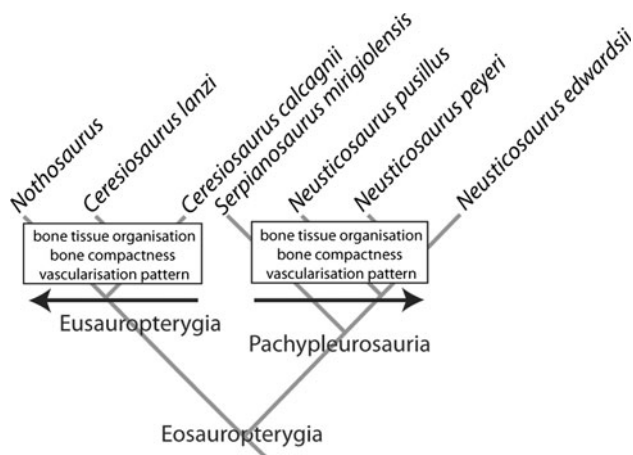 Nothosaurus
Ceresiosaurus lanzi
Ceresiosaurus calcagnii
Serpianosaurus mirigiolensis
Neusticosaurus pusillus
Neusticosaurus peyeri
Neusticosaurus edwardsii
bone tissue organisation
bone compactness
vascularisation pattern
bone tissue organisation
bone compactness
vascularisation pattern
Eusauropterygia
Pachypleurosauria
Eosauropterygia